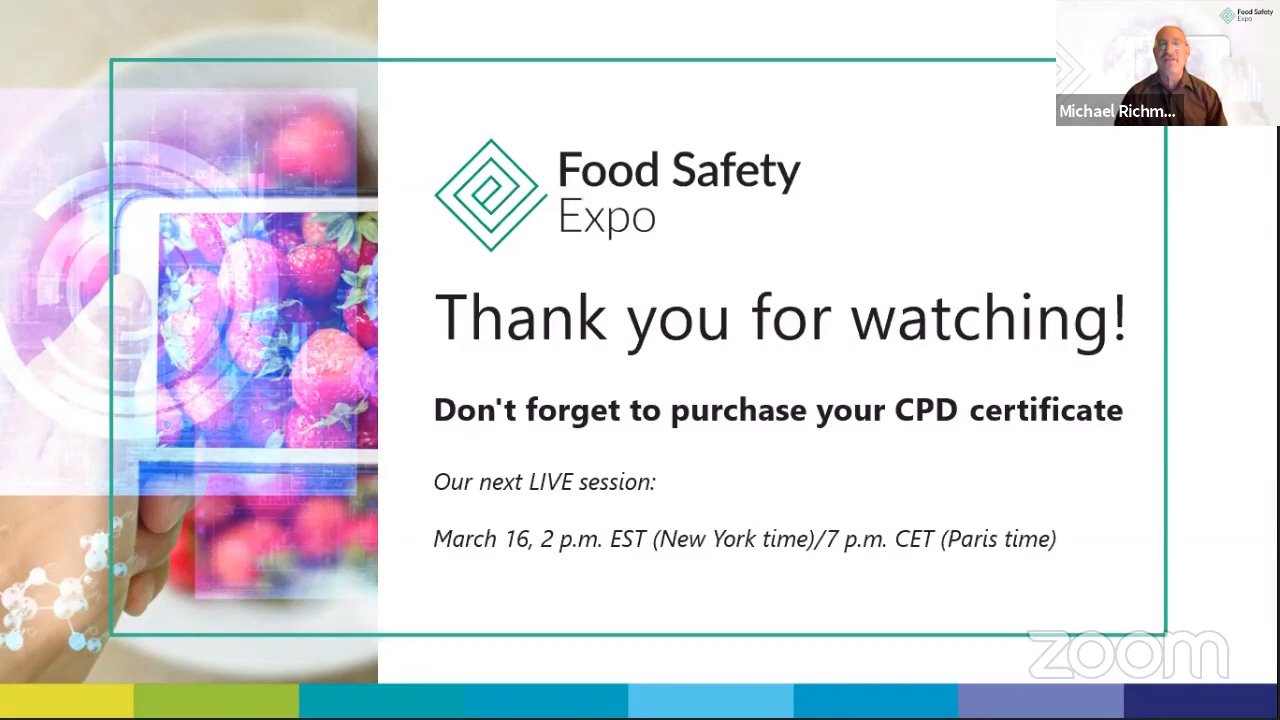 Food Safety
Expo
Michael Richm...
Food Safety
Expo
Thank you for watching!
Don't forget to purchase your CPD certificate
Our next LIVE session:
March 16, 2 p.m. EST (New York time)/7 p.m. CET (Paris time)
zoom